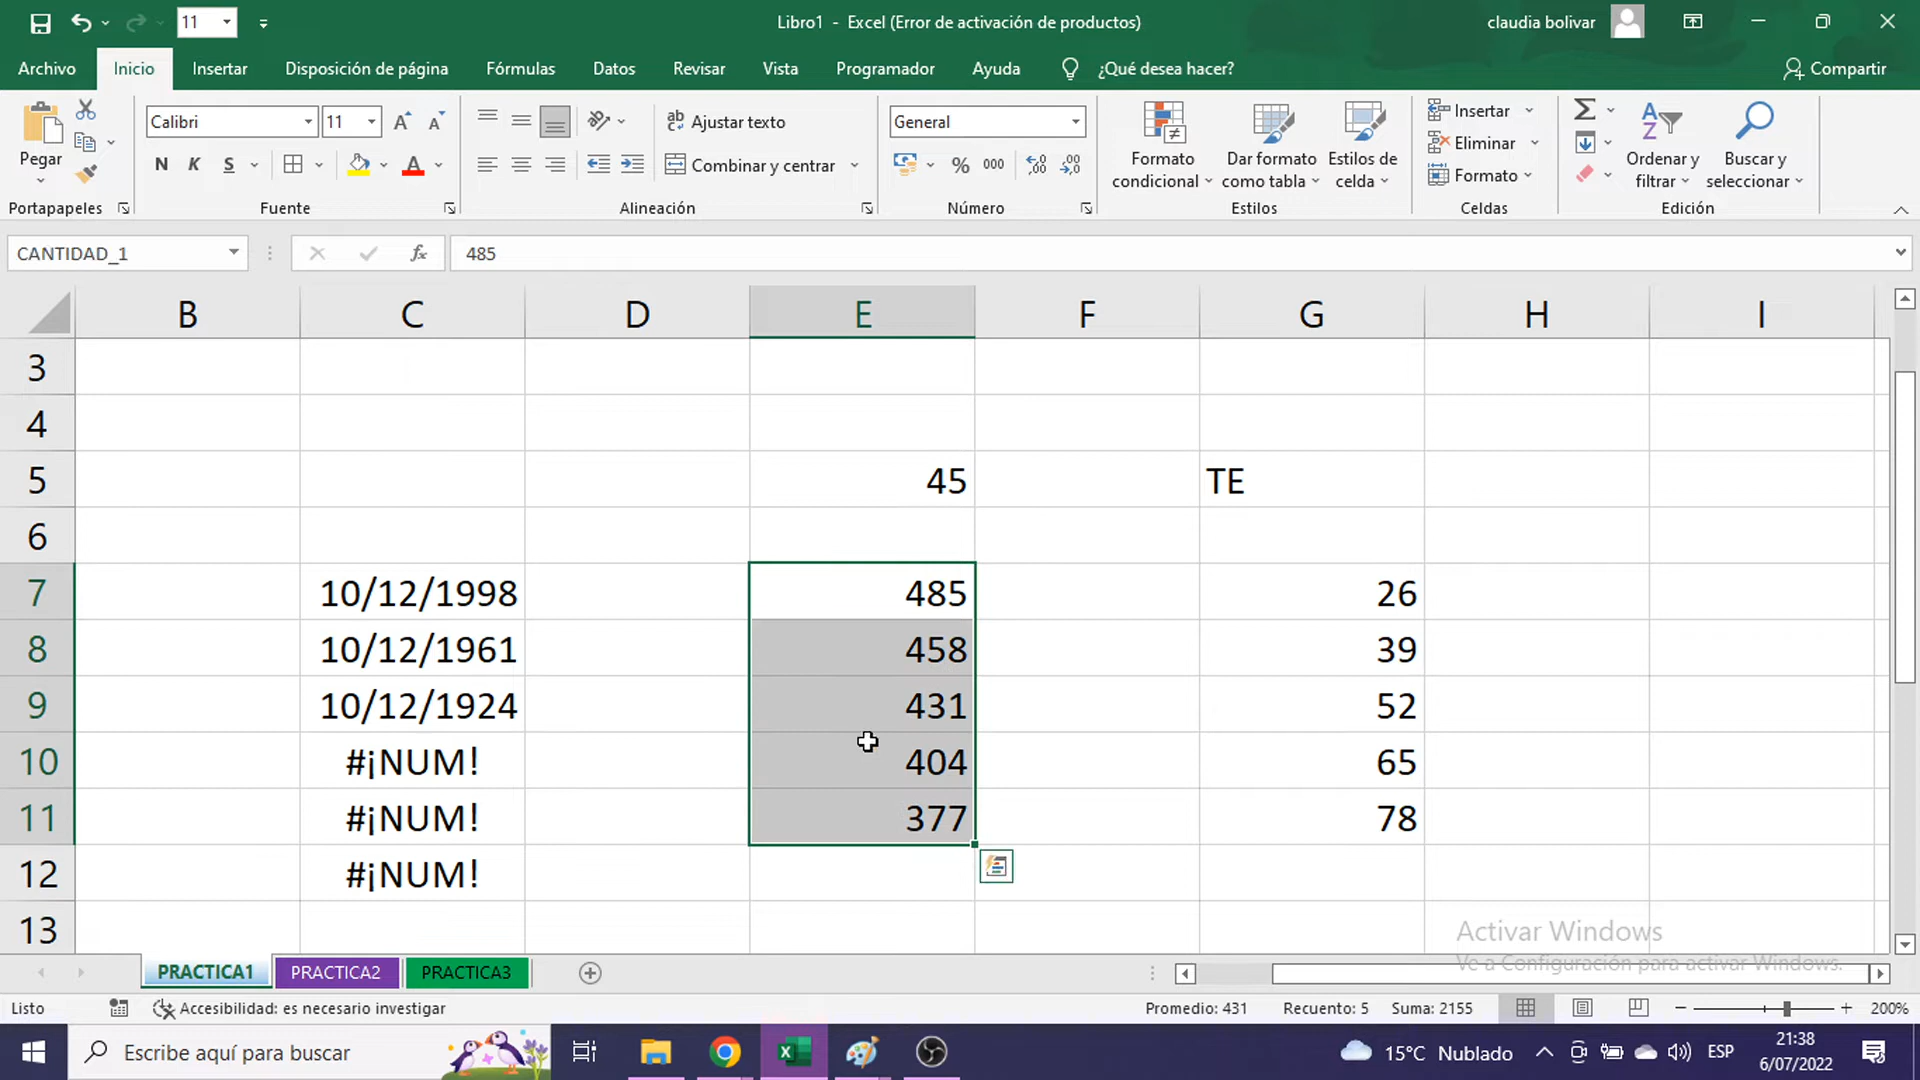 11
Libro1 - Excel (Error de activación de productos)
claudia bolivar
Archivo Inicio Insertar Disposición de página Fórmulas Datos Revisar Vista Programador Ayuda ¿Qué desea hacer? Compartir
Pegar
Portapapeles
Calibri 11
N K S
Fuente
Ajustar texto
Combinar y centrar
Alineación
General
% 000
Número
Formato condicional
Dar formato como tabla
Estilos de celda
Estilos
Insertar
Eliminar
Formato
Celdas
Ordenar y filtrar
Buscar y seleccionar
Edición
CANTIDAD_1 fx 485
B C D E F G H I
3
4
5 45 TE
6
7 10/12/1998 485 26
8 10/12/1961 458 39
9 10/12/1924 431 52
10 #¡NUM! 404 65
11 #¡NUM! 377 78
12 #¡NUM!
13
Activar Windows
Ve a Configuración para activar Windows.
PRACTICA1 PRACTICA2 PRACTICA3
Listo Accesibilidad: es necesario investigar Promedio: 431 Recuento: 5 Suma: 2155 200%
Escribe aquí para buscar 15°C Nublado ESP 21:38
6/07/2022